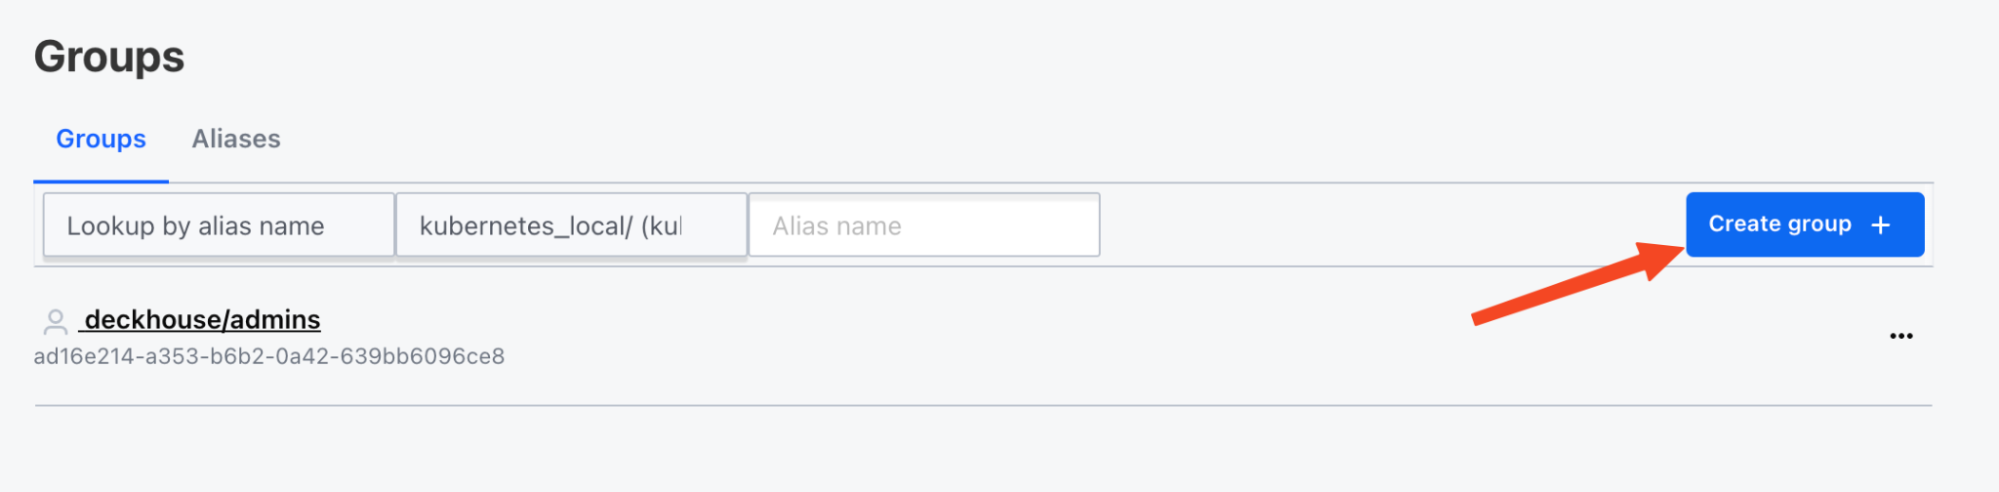 Groups
Groups Aliases
Lookup by alias name kubernetes_local/ (ku Alias name Create group +
deckhouse/admins
ad16e214-a353-b6b2-0a42-639bb6096ce8